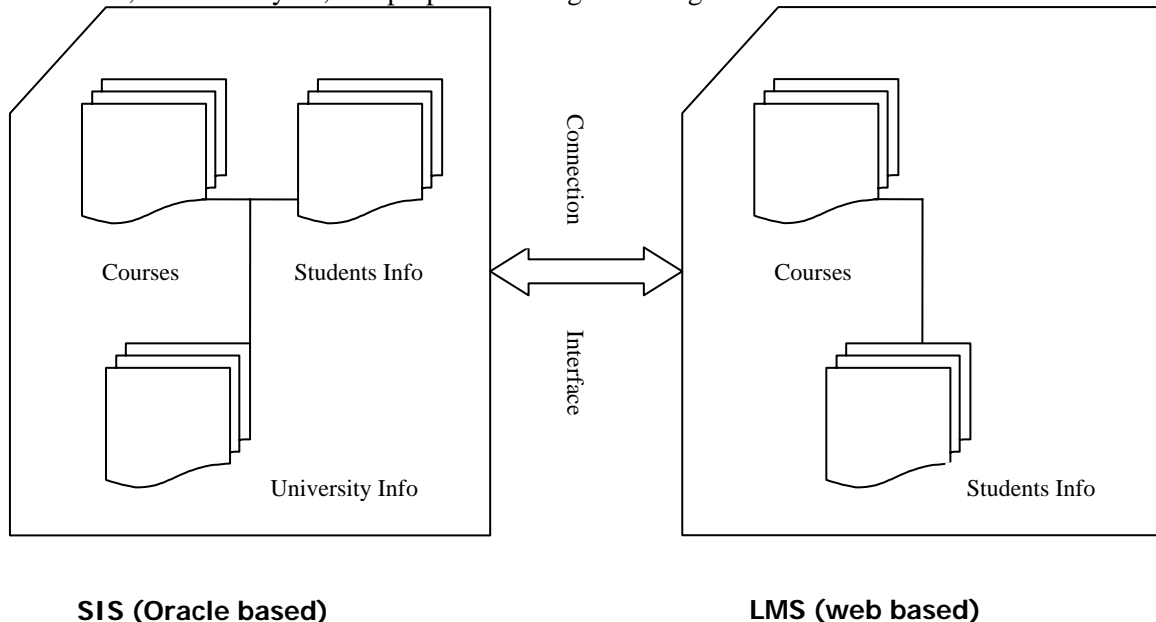 Connection
Courses
Students Info
Courses
Interface
University Info
Students Info
SIS (Oracle based)
LMS (web based)